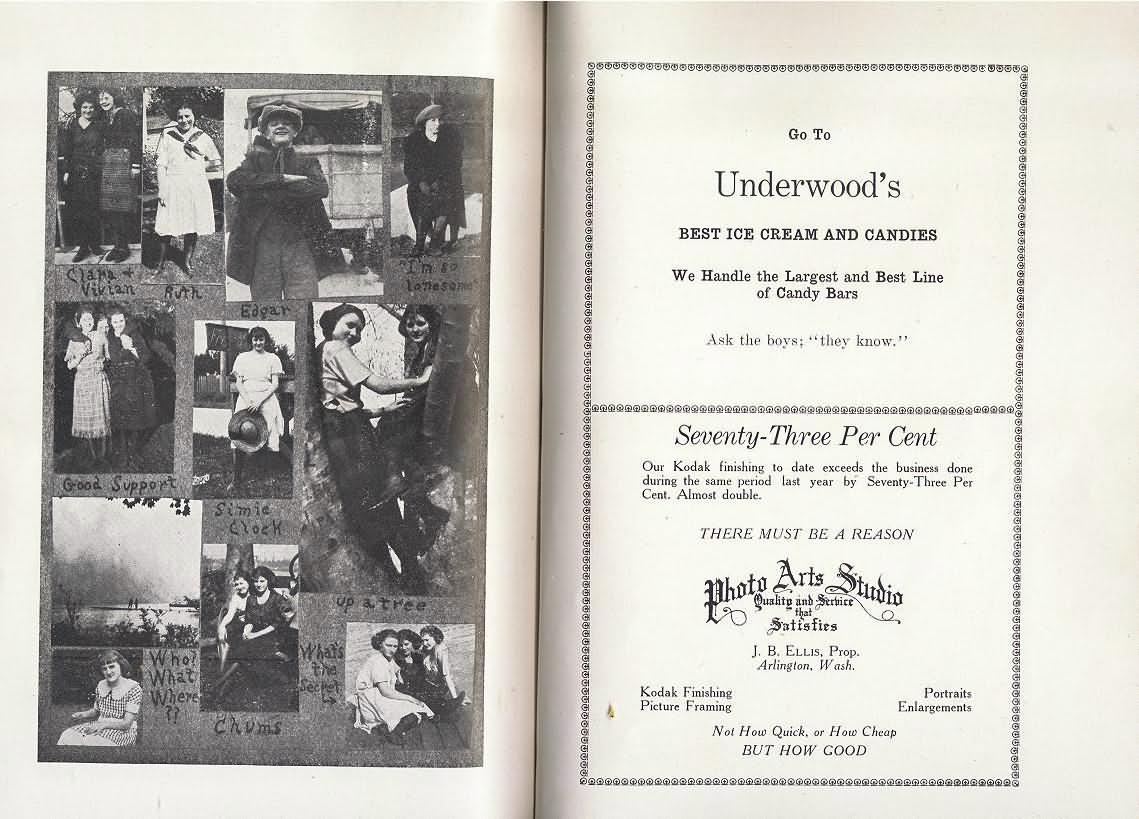 Clara +
Vivian
Ruth
Edgar
"I'm so
lonesome"
Good Support
Simie
Clock
up a tree
Who?
What
Where
??
Chums
What's
the
Secret
Go To
Underwood's
BEST ICE CREAM AND CANDIES
We Handle the Largest and Best Line
of Candy Bars
Ask the boys; "they know."
Seventy-Three Per Cent
Our Kodak finishing to date exceeds the business done
during the same period last year by Seventy-Three Per
Cent. Almost double.
THERE MUST BE A REASON
Photo Arts Studio
Quality and Service
that
Satisfies
J. B. ELLIS, Prop.
Arlington, Wash.
Kodak Finishing
Picture Framing
Portraits
Enlargements
Not How Quick, or How Cheap
BUT HOW GOOD